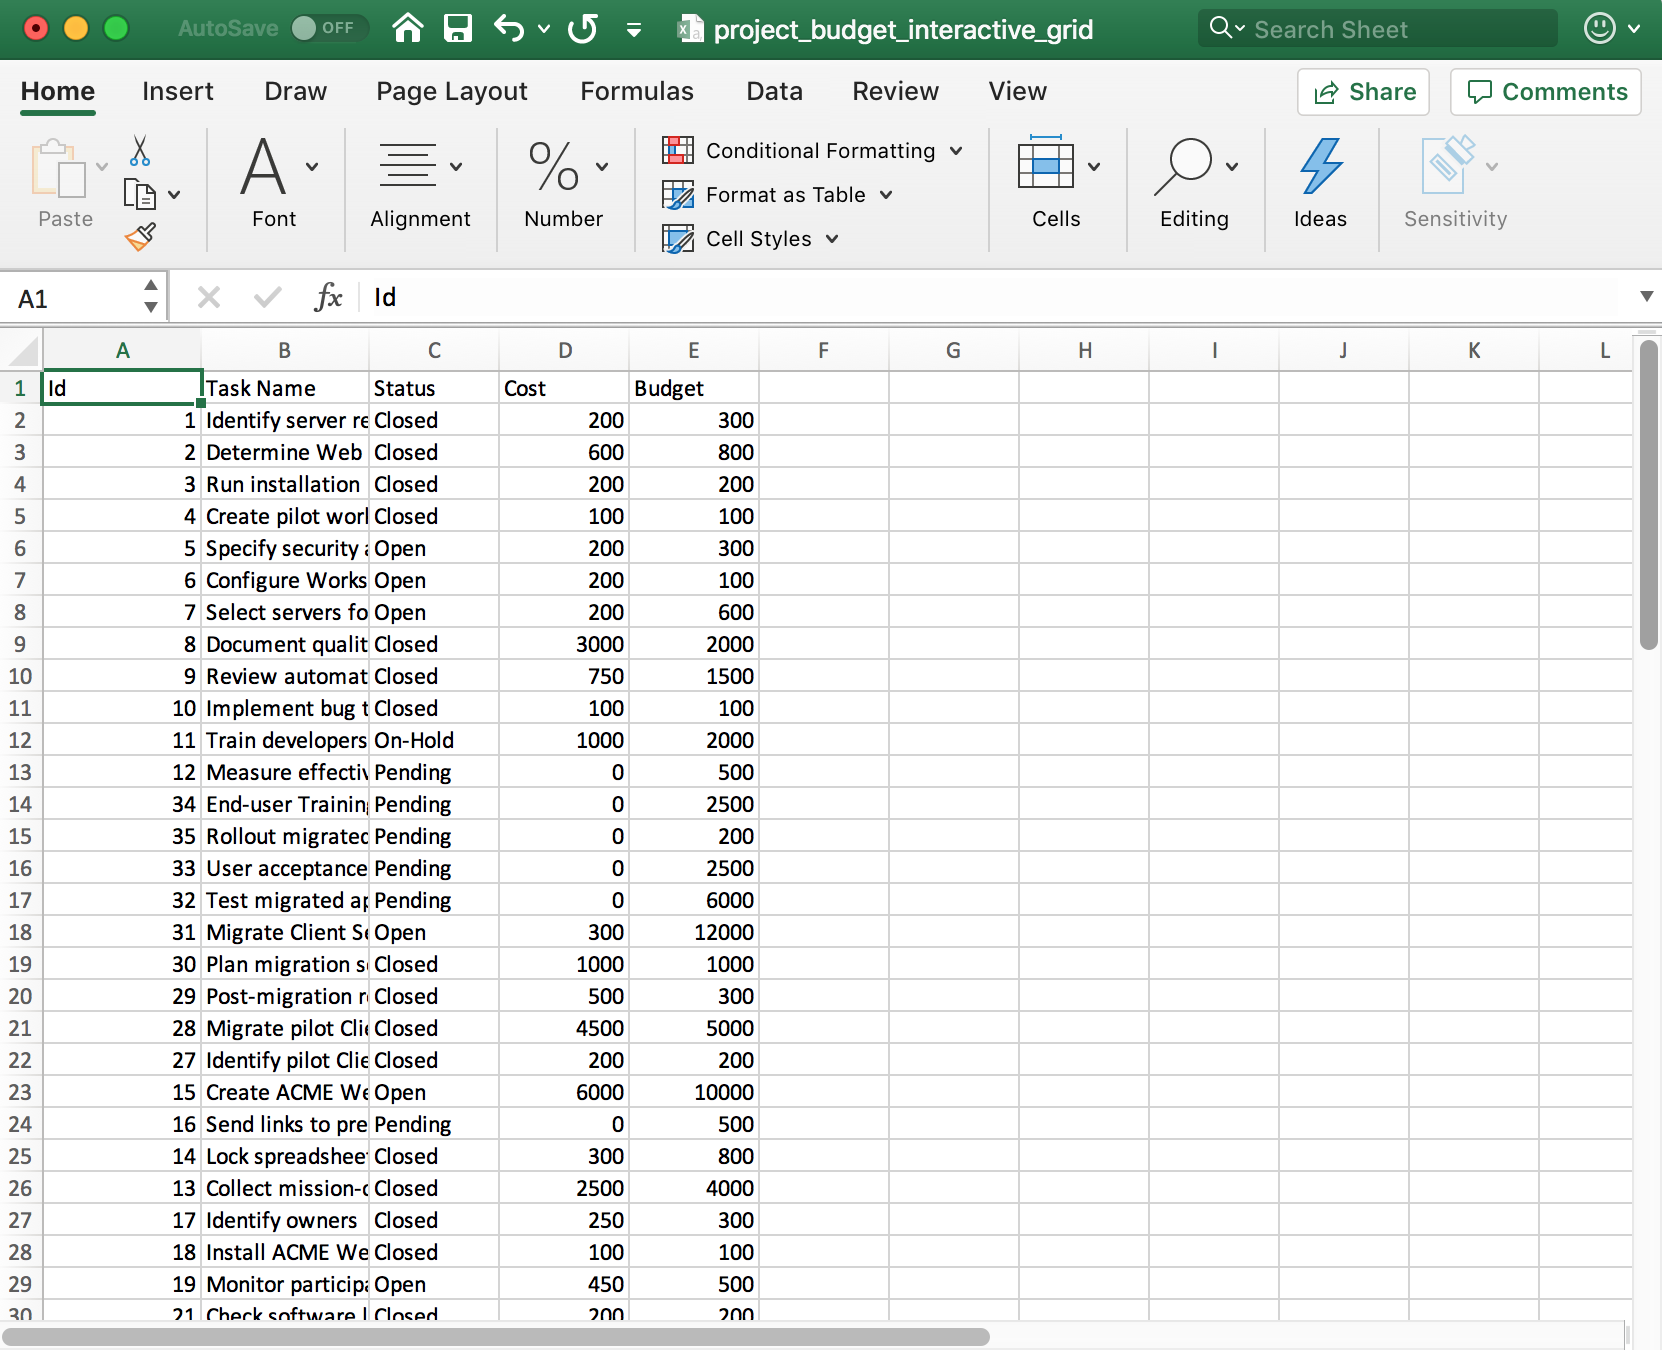 AutoSave OFF project_budget_interactive_grid Search Sheet
Home Insert Draw Page Layout Formulas Data Review View Share Comments
Paste Font Alignment Number Conditional Formatting Format as Table Cell Styles Cells Editing Ideas Sensitivity
A1 fx Id
A B C D E F G H I J K L
1 Id Task Name Status Cost Budget
2 1 Identify server re Closed 200 300
3 2 Determine Web Closed 600 800
4 3 Run installation Closed 200 200
5 4 Create pilot worl Closed 100 100
6 5 Specify security Open 200 300
7 6 Configure Works Open 200 100
8 7 Select servers fo Open 200 600
9 8 Document qualit Closed 3000 2000
10 9 Review automat Closed 750 1500
11 10 Implement bug t Closed 100 100
12 11 Train developers On-Hold 1000 2000
13 12 Measure effectiv Pending 0 500
14 34 End-user Training Pending 0 2500
15 35 Rollout migrated Pending 0 200
16 33 User acceptance Pending 0 2500
17 32 Test migrated ap Pending 0 6000
18 31 Migrate Client Se Open 300 12000
19 30 Plan migration s Closed 1000 1000
20 29 Post-migration r Closed 500 300
21 28 Migrate pilot Clie Closed 4500 5000
22 27 Identify pilot Clie Closed 200 200
23 15 Create ACME We Open 6000 10000
24 16 Send links to pre Pending 0 500
25 14 Lock spreadsheet Closed 300 800
26 13 Collect mission-c Closed 2500 4000
27 17 Identify owners Closed 250 300
28 18 Install ACME We Closed 100 100
29 19 Monitor participa Open 450 500
30 21 Check software l Closed 200 200